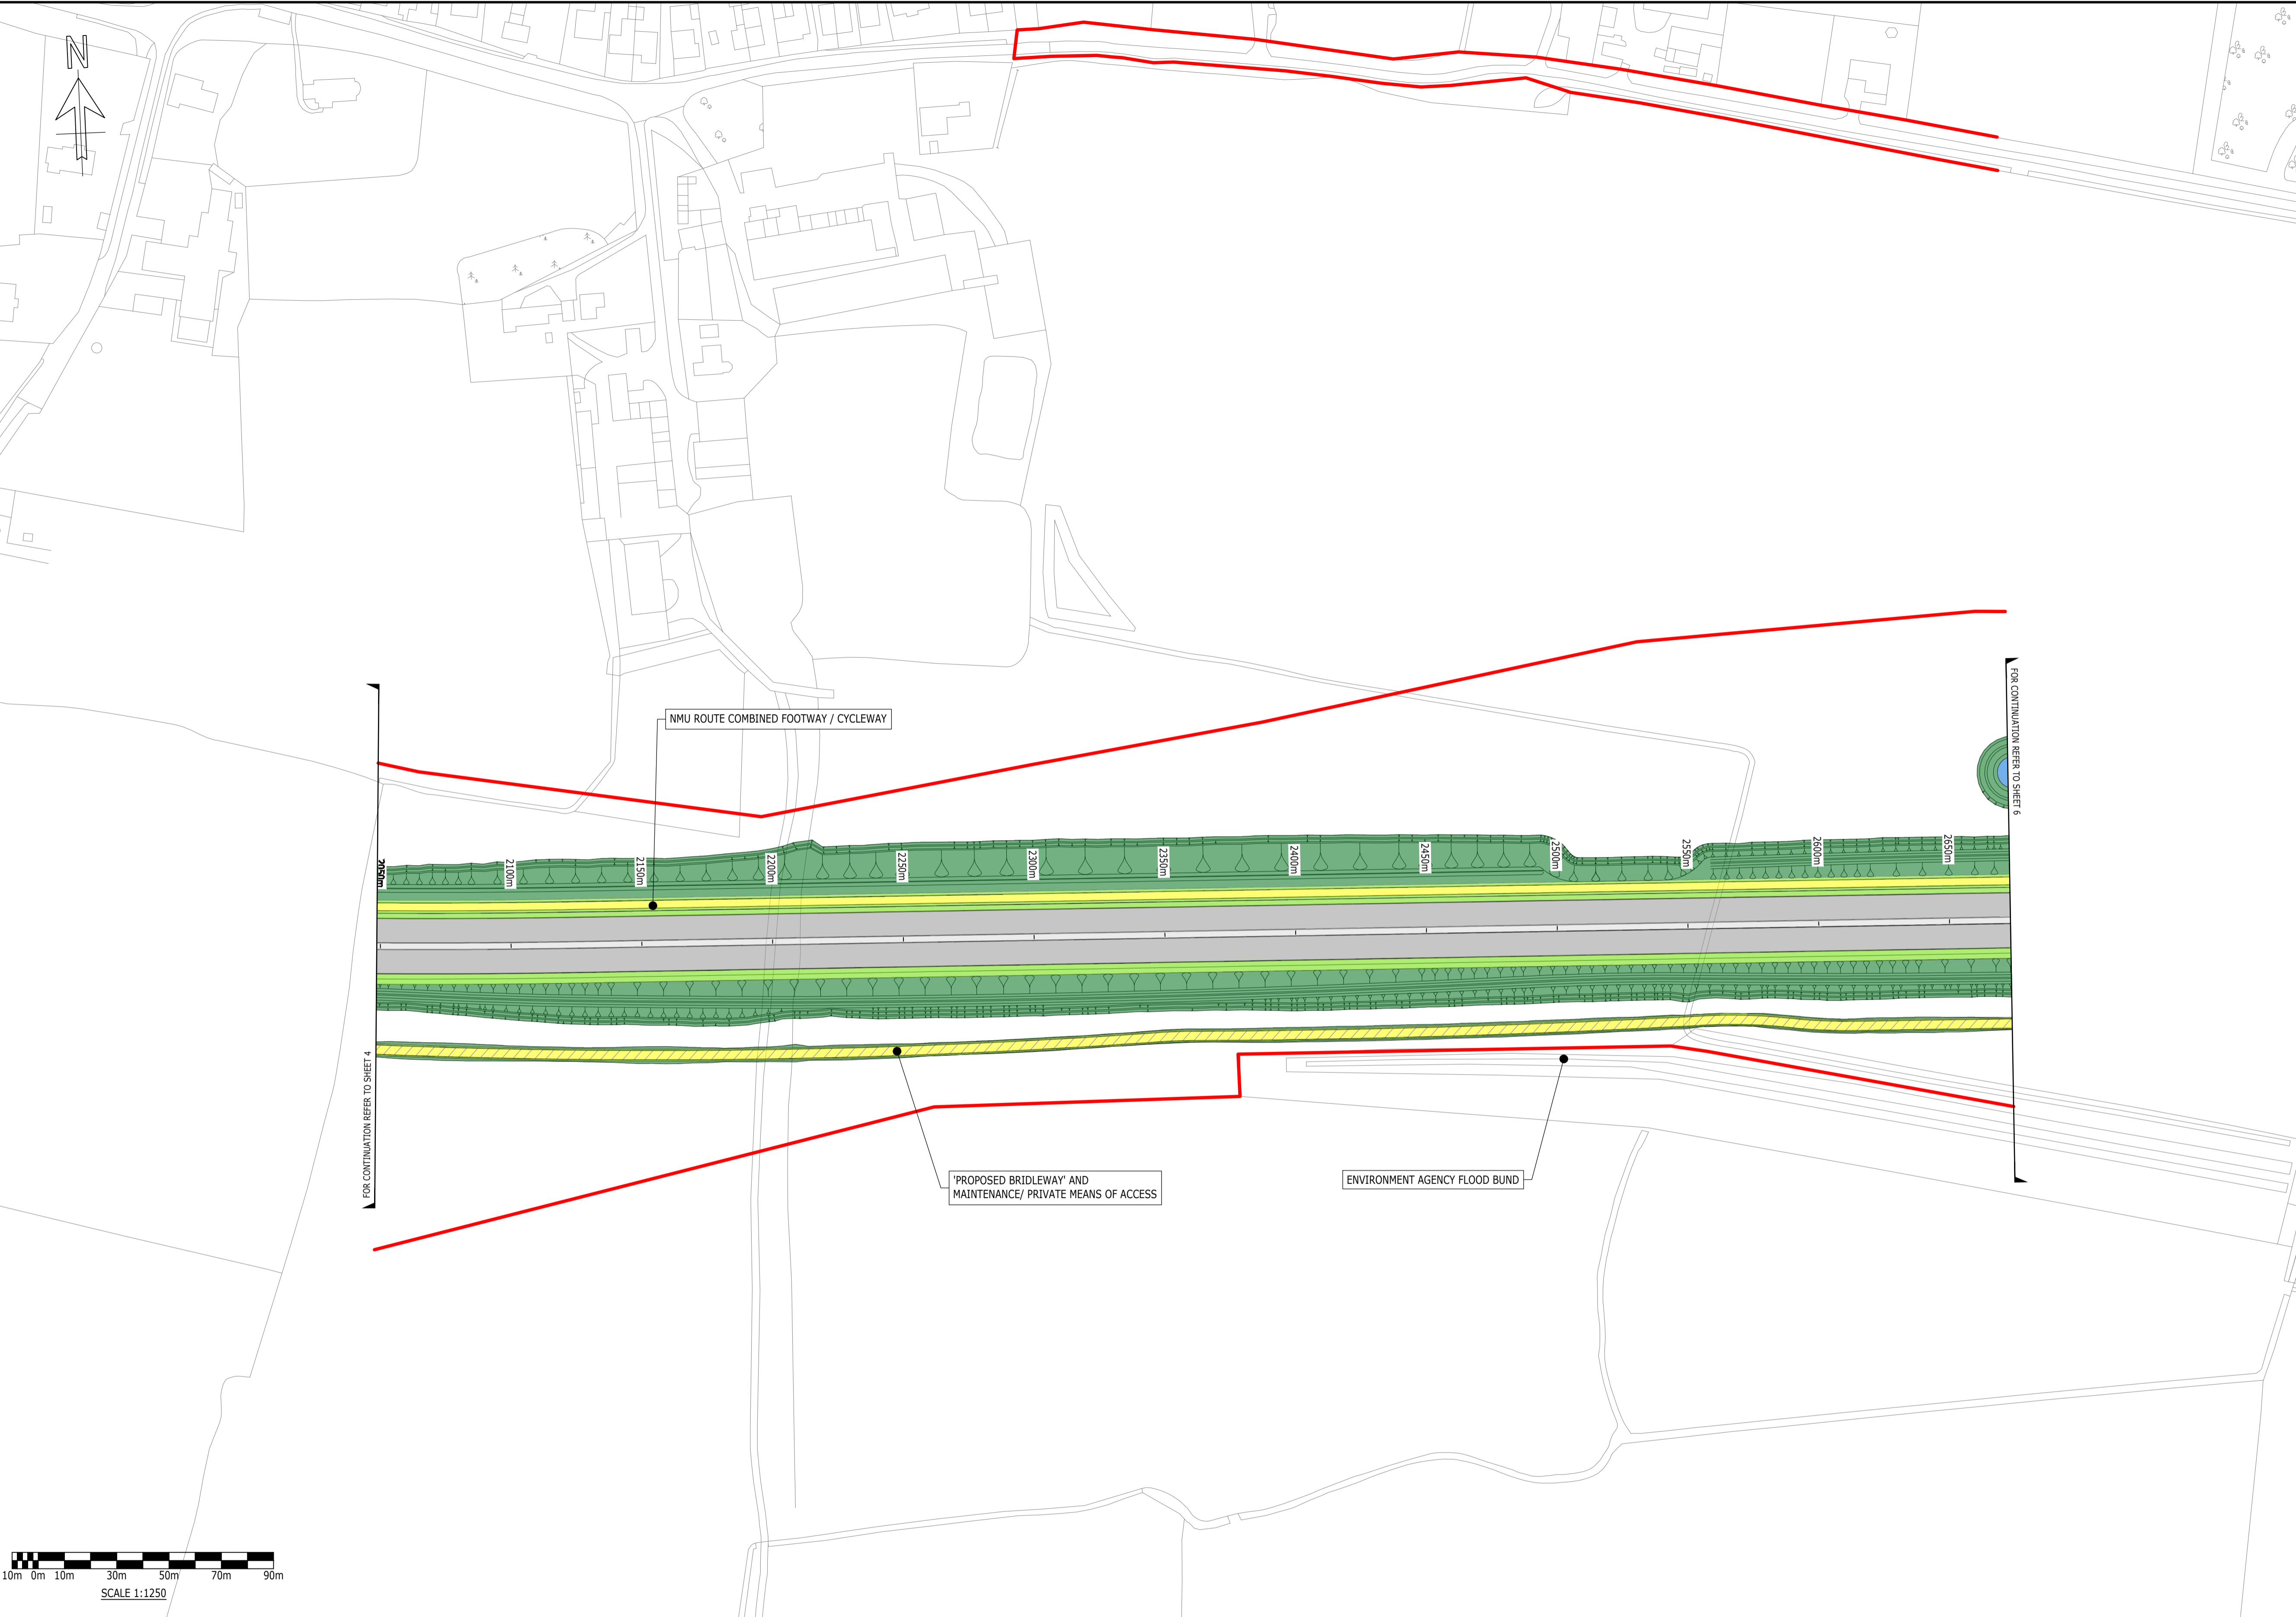 N
NMU ROUTE COMBINED FOOTWAY / CYCLEWAY
FOR CONTINUATION REFER TO SHEET 6
2050m
2100m
2150m
2200m
2250m
2300m
2350m
2400m
2450m
2500m
2550m
2600m
2650m
FOR CONTINUATION REFER TO SHEET 4
'PROPOSED BRIDLEWAY' AND
MAINTENANCE/ PRIVATE MEANS OF ACCESS
ENVIRONMENT AGENCY FLOOD BUND
10m 0m 10m 30m 50m 70m 90m
SCALE 1:1250